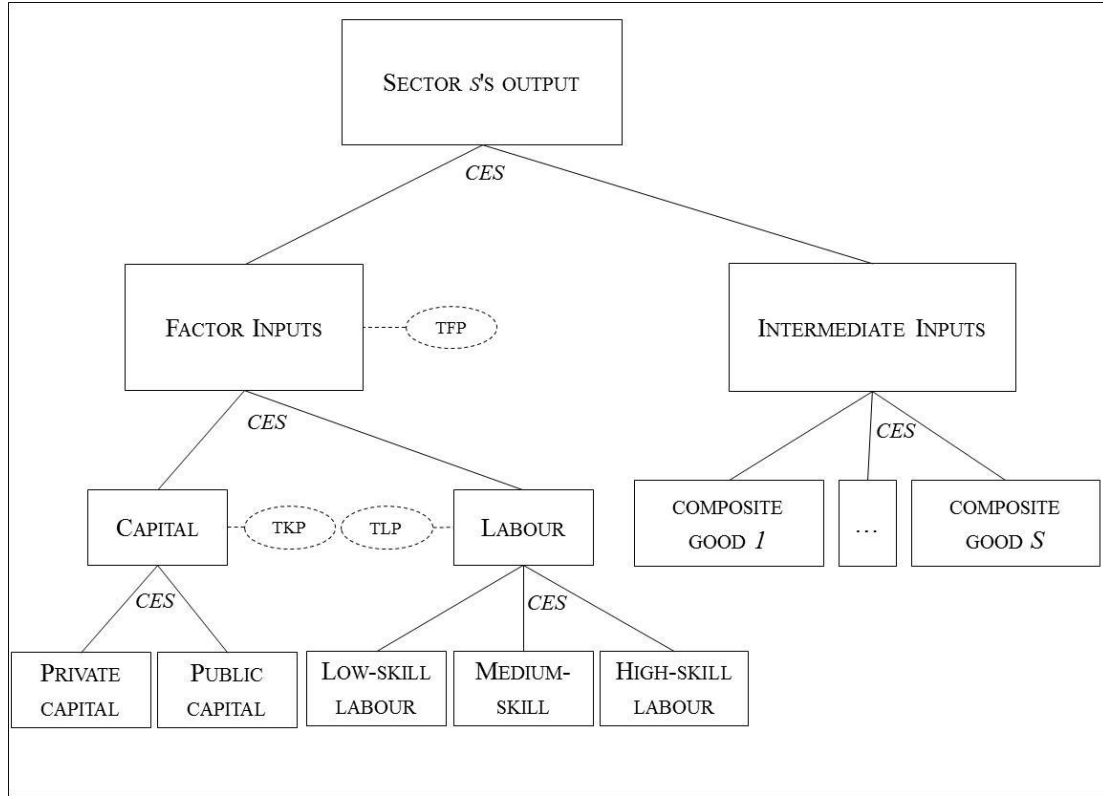 SECTOR s'S OUTPUT
CES
FACTOR INPUTS
TFP
INTERMEDIATE INPUTS
CES
CES
CAPITAL
TKP
TLP
LABOUR
COMPOSITE
GOOD 1
...
COMPOSITE
GOOD S
CES
CES
PRIVATE
CAPITAL
PUBLIC
CAPITAL
LOW-SKILL
LABOUR
MEDIUM-
SKILL
HIGH-SKILL
LABOUR